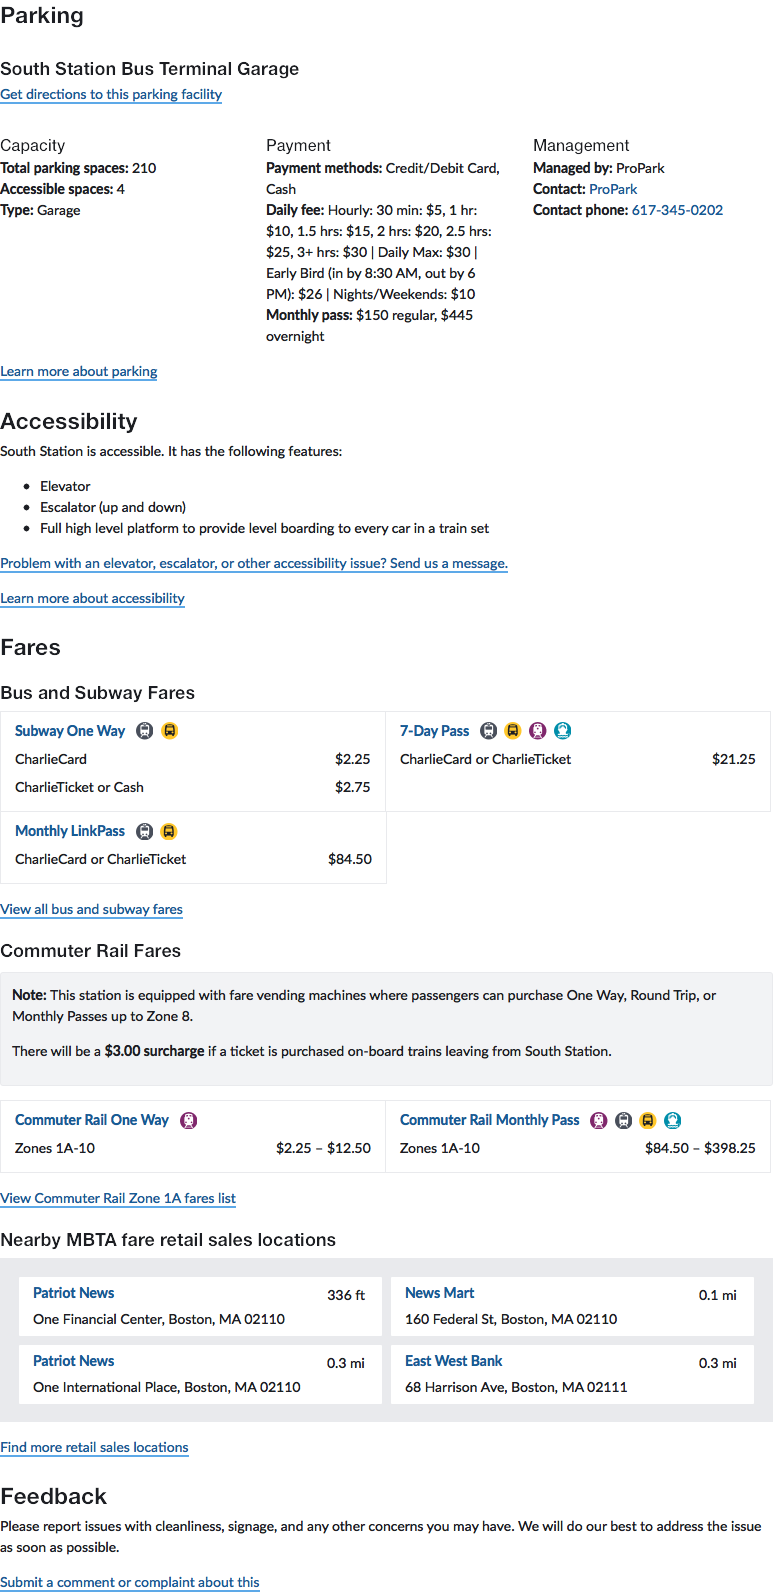 Parking
South Station Bus Terminal Garage
Get directions to this parking facility
Capacity
Total parking spaces: 210
Accessible spaces: 4
Type: Garage
Payment
Payment methods: Credit/Debit Card,
Cash
Daily fee: Hourly: 30 min: $5, 1 hr:
$10, 1.5 hrs: $15, 2 hrs: $20, 2.5 hrs:
$25, 3+ hrs: $30 | Daily Max: $30 |
Early Bird (in by 8:30 AM, out by 6
PM): $26 | Nights/Weekends: $10
Monthly pass: $150 regular, $445
overnight
Management
Managed by: ProPark
Contact: ProPark
Contact phone: 617-345-0202
Learn more about parking
Accessibility
South Station is accessible. It has the following features:
• Elevator
• Escalator (up and down)
• Full high level platform to provide level boarding to every car in a train set
Problem with an elevator, escalator, or other accessibility issue? Send us a message.
Learn more about accessibility
Fares
Bus and Subway Fares
Subway One Way
CharlieCard $2.25
CharlieTicket or Cash $2.75
7-Day Pass
CharlieCard or CharlieTicket $21.25
Monthly LinkPass
CharlieCard or CharlieTicket $84.50
View all bus and subway fares
Commuter Rail Fares
Note: This station is equipped with fare vending machines where passengers can purchase One Way, Round Trip, or
Monthly Passes up to Zone 8.
There will be a $3.00 surcharge if a ticket is purchased on-board trains leaving from South Station.
Commuter Rail One Way
Zones 1A-10 $2.25 – $12.50
Commuter Rail Monthly Pass
Zones 1A-10 $84.50 – $398.25
View Commuter Rail Zone 1A fares list
Nearby MBTA fare retail sales locations
Patriot News 336 ft
One Financial Center, Boston, MA 02110
News Mart 0.1 mi
160 Federal St, Boston, MA 02110
Patriot News 0.3 mi
One International Place, Boston, MA 02110
East West Bank 0.3 mi
68 Harrison Ave, Boston, MA 02111
Find more retail sales locations
Feedback
Please report issues with cleanliness, signage, and any other concerns you may have. We will do our best to address the issue
as soon as possible.
Submit a comment or complaint about this